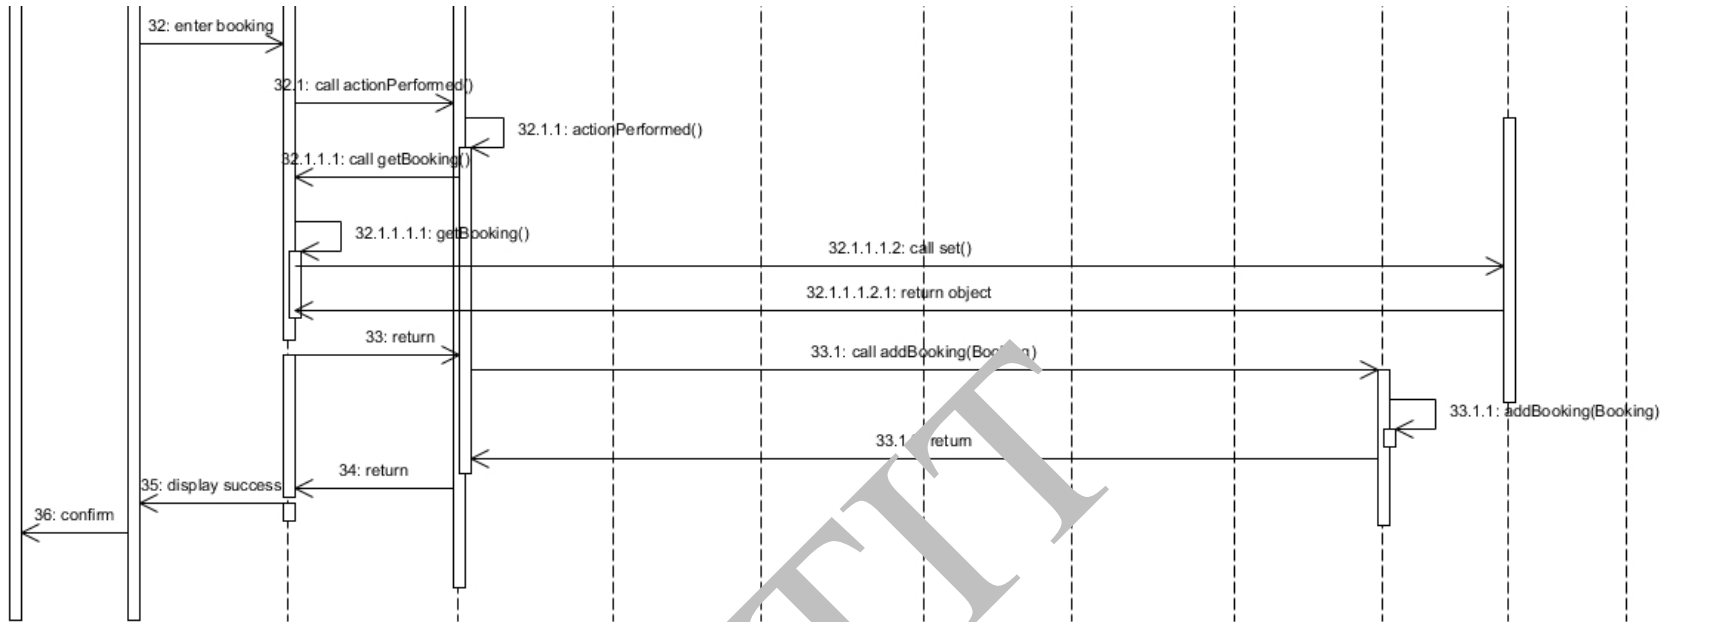 32: enter booking
32.1: call actionPerformed()
32.1.1: actionPerformed()
32.1.1.1: call getBooking()
32.1.1.1.1: getBooking()
32.1.1.1.2: call set()
32.1.1.1.2.1: return object
33: return
33.1: call addBooking(Booking)
33.1.1: addBooking(Booking)
return
34: return
35: display success
36: confirm